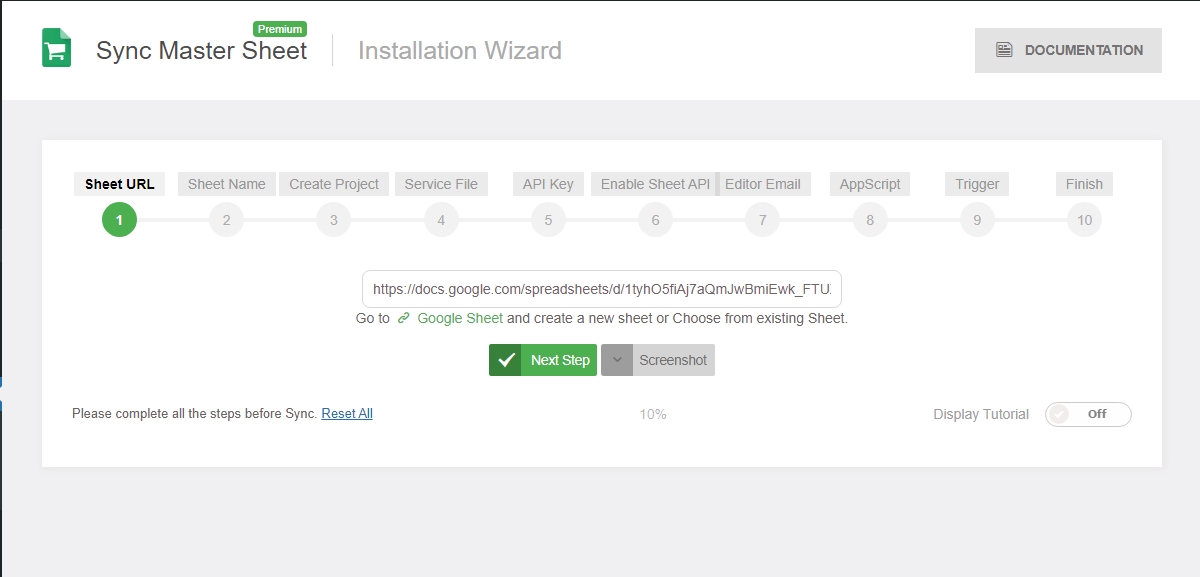 Premium
Sync Master Sheet Installation Wizard DOCUMENTATION
Sheet URL Sheet Name Create Project Service File API Key Enable Sheet API Editor Email AppScript Trigger Finish
1 2 3 4 5 6 7 8 9 10
https://docs.google.com/spreadsheets/d/1tyhO5fiAj7aQmJwBmiEwk_FTU
Go to Google Sheet and create a new sheet or Choose from existing Sheet.
Next Step Screenshot
Please complete all the steps before Sync. Reset All 10% Display Tutorial Off